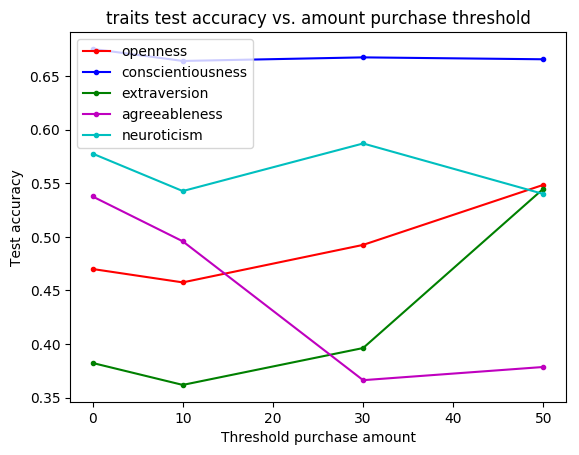 traits test accuracy vs. amount purchase threshold
openness
conscientiousness
extraversion
agreeableness
neuroticism
Test accuracy
0.65
0.60
0.55
0.50
0.45
0.40
0.35
0
10
20
30
40
50
Threshold purchase amount